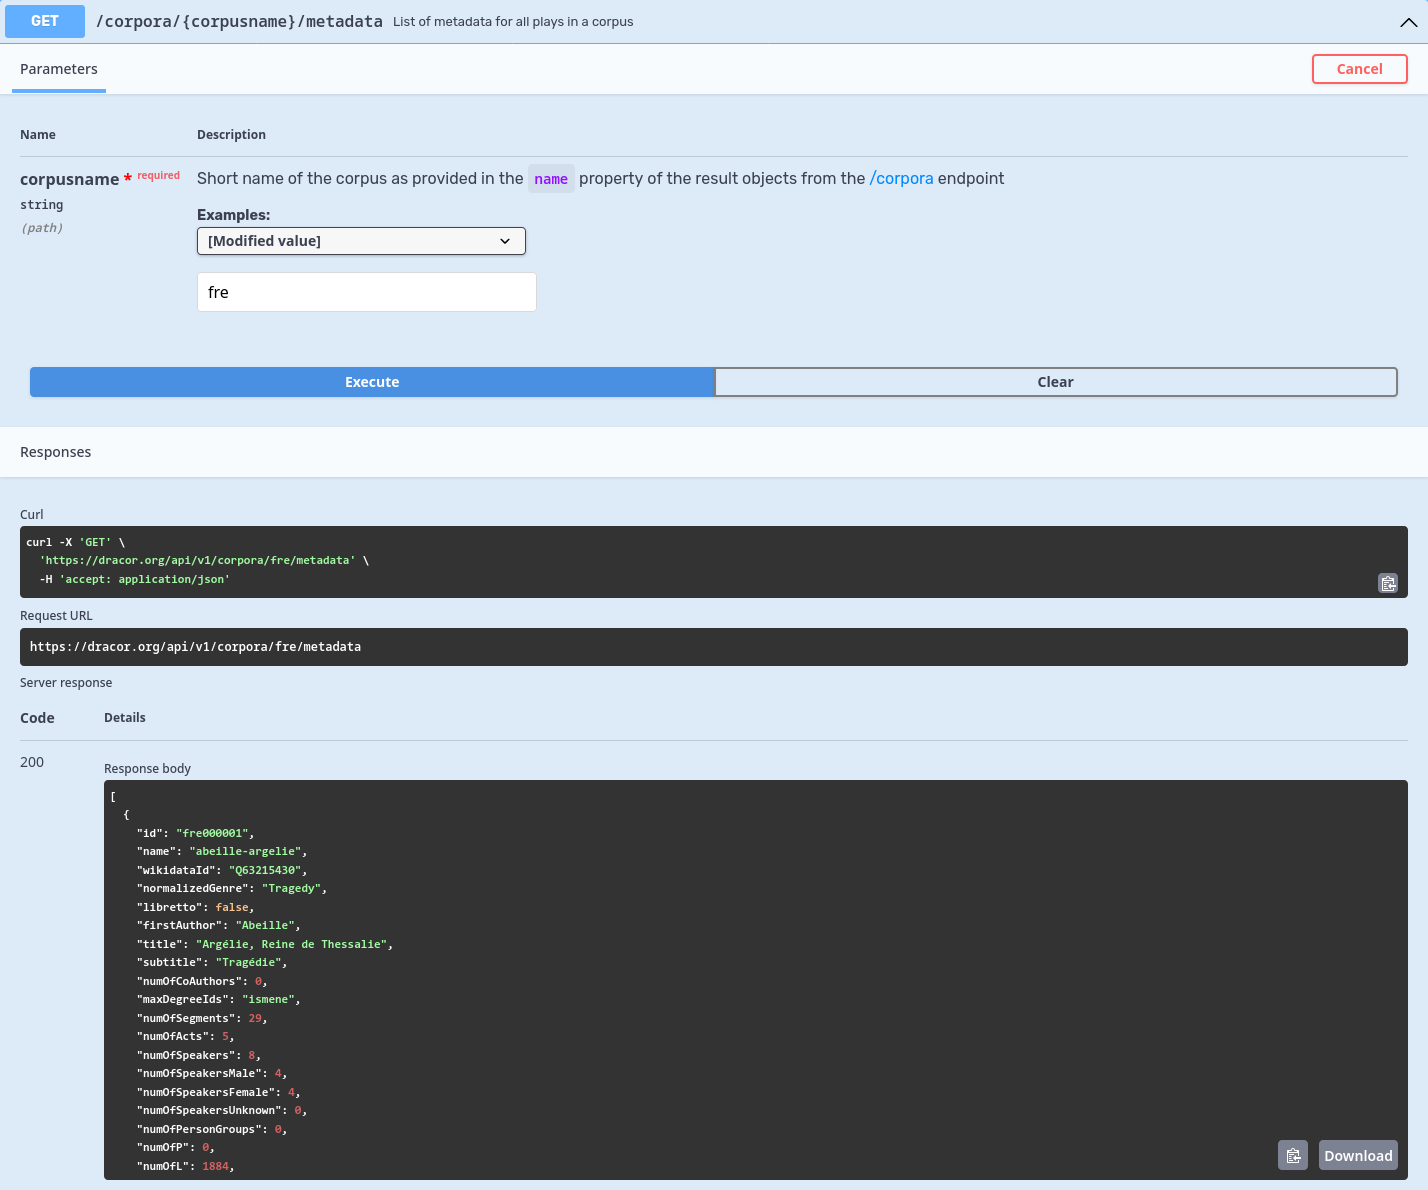 GET /corpora/{corpusname}/metadata List of metadata for all plays in a corpus
Parameters
Cancel
Name Description
corpusname * required
string
(path)
Short name of the corpus as provided in the name property of the result objects from the /corpora endpoint
Examples:
[Modified value]
fre
Execute
Clear
Responses
Curl
curl -X 'GET' \
  'https://dracor.org/api/v1/corpora/fre/metadata' \
  -H 'accept: application/json'
Request URL
https://dracor.org/api/v1/corpora/fre/metadata
Server response
Code Details
200
Response body
[
  {
    "id": "fre000001",
    "name": "abeille-argelie",
    "wikidataId": "Q63215430",
    "normalizedGenre": "Tragedy",
    "libretto": false,
    "firstAuthor": "Abeille",
    "title": "Argélie, Reine de Thessalie",
    "subtitle": "Tragédie",
    "numOfCoAuthors": 0,
    "maxDegreeIds": "ismene",
    "numOfSegments": 29,
    "numOfActs": 5,
    "numOfSpeakers": 8,
    "numOfSpeakersMale": 4,
    "numOfSpeakersFemale": 4,
    "numOfSpeakersUnknown": 0,
    "numOfPersonGroups": 0,
    "numOfP": 0,
    "numOfL": 1884,
Download